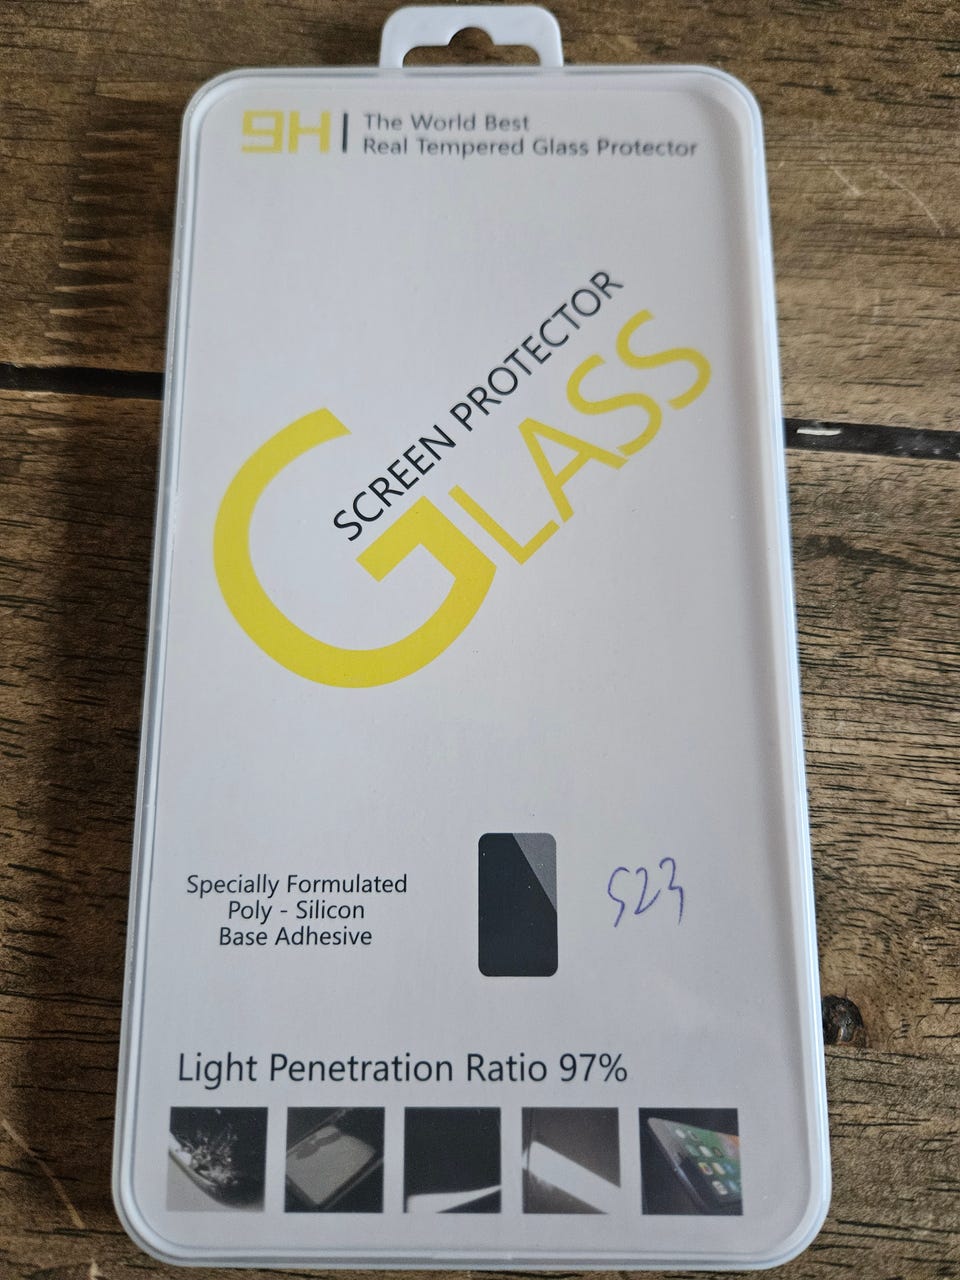 9H | The World Best
Real Tempered Glass Protector
SCREEN PROTECTOR
GLASS
Specially Formulated
Poly - Silicon
Base Adhesive
S23
Light Penetration Ratio 97%